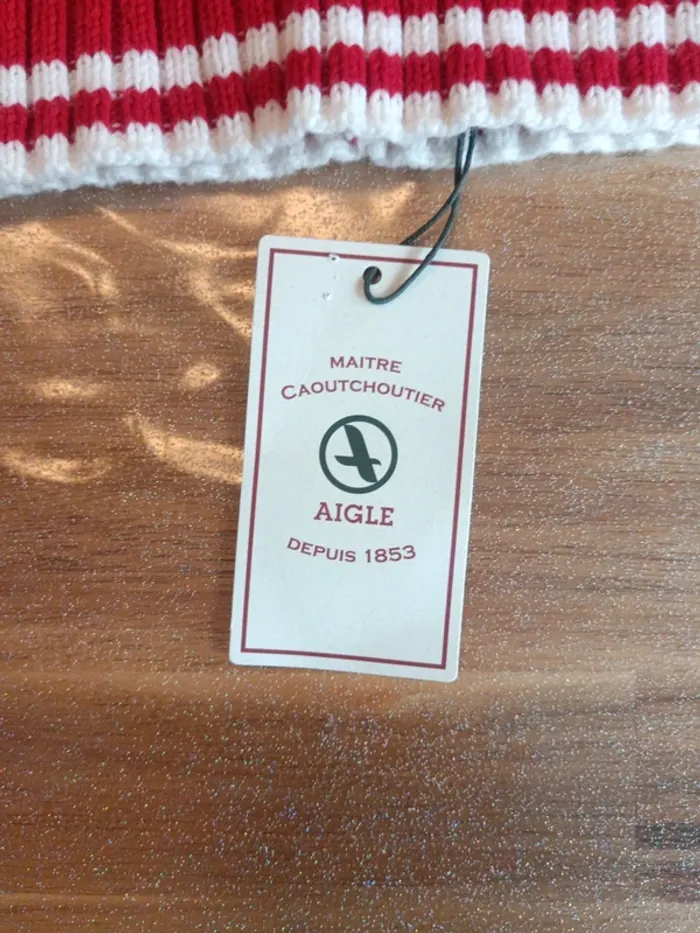 MAITRE
CAOUTCHOUTIER
AIGLE
DEPUIS 1853